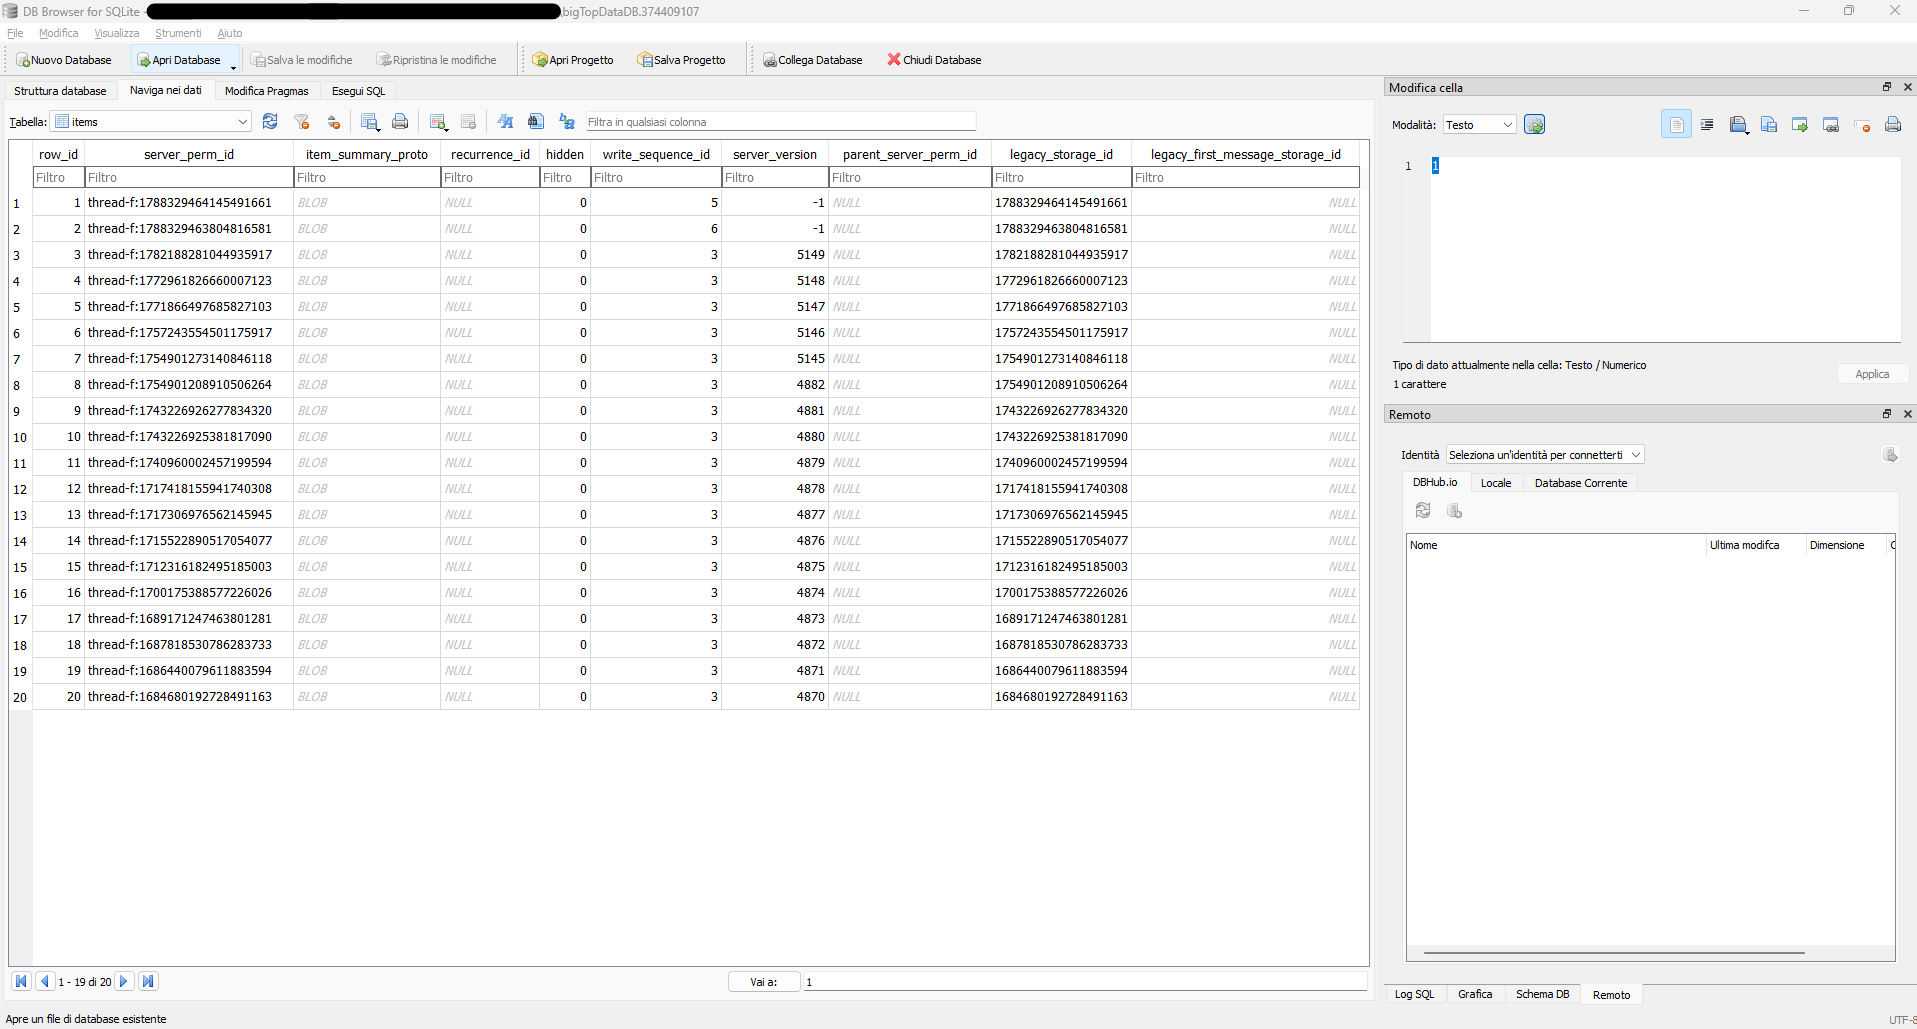 DB Browser for SQLite - \bigTopDataDB.374409107
File Modifica Visualizza Strumenti Aiuto
Nuovo Database Apri Database Salva le modifiche Ripristina le modifiche Apri Progetto Salva Progetto Collega Database Chiudi Database
Struttura database Naviga nei dati Modifica Pragmas Esegui SQL
Tabella: items Filtra in qualsiasi colonna
row_id server_perm_id item_summary_proto recurrence_id hidden write_sequence_id server_version parent_server_perm_id legacy_storage_id legacy_first_message_storage_id
Filtro Filtro Filtro Filtro Filtro Filtro Filtro Filtro Filtro Filtro
1 1 thread-f:1788329464145491661 BLOB NULL 0 5 -1 NULL 1788329464145491661 NULL
2 2 thread-f:1788329463804816581 BLOB NULL 0 6 -1 NULL 1788329463804816581 NULL
3 3 thread-f:1782188281044935917 BLOB NULL 0 3 5149 NULL 1782188281044935917 NULL
4 4 thread-f:1772961826660007123 BLOB NULL 0 3 5148 NULL 1772961826660007123 NULL
5 5 thread-f:1771866497685827103 BLOB NULL 0 3 5147 NULL 1771866497685827103 NULL
6 6 thread-f:1757243554501175917 BLOB NULL 0 3 5146 NULL 1757243554501175917 NULL
7 7 thread-f:1754901273140846118 BLOB NULL 0 3 5145 NULL 1754901273140846118 NULL
8 8 thread-f:1754901208910506264 BLOB NULL 0 3 4882 NULL 1754901208910506264 NULL
9 9 thread-f:1743226926277834320 BLOB NULL 0 3 4881 NULL 1743226926277834320 NULL
10 10 thread-f:1743226925381817090 BLOB NULL 0 3 4880 NULL 1743226925381817090 NULL
11 11 thread-f:1740960002457199594 BLOB NULL 0 3 4879 NULL 1740960002457199594 NULL
12 12 thread-f:1717418155941740308 BLOB NULL 0 3 4878 NULL 1717418155941740308 NULL
13 13 thread-f:1717306976562145945 BLOB NULL 0 3 4877 NULL 1717306976562145945 NULL
14 14 thread-f:1715522890517054077 BLOB NULL 0 3 4876 NULL 1715522890517054077 NULL
15 15 thread-f:1712316182495185003 BLOB NULL 0 3 4875 NULL 1712316182495185003 NULL
16 16 thread-f:1700175388577226026 BLOB NULL 0 3 4874 NULL 1700175388577226026 NULL
17 17 thread-f:1689171247463801281 BLOB NULL 0 3 4873 NULL 1689171247463801281 NULL
18 18 thread-f:1687818530786283733 BLOB NULL 0 3 4872 NULL 1687818530786283733 NULL
19 19 thread-f:1686440079611883594 BLOB NULL 0 3 4871 NULL 1686440079611883594 NULL
20 20 thread-f:1684680192728491163 BLOB NULL 0 3 4870 NULL 1684680192728491163 NULL
1 - 19 di 20 Vai a: 1
Apre un file di database esistente
Modifica cella
Modalità: Testo
1 1
Tipo di dato attualmente nella cella: Testo / Numerico
1 carattere
Applica
Remoto
Identità Seleziona un'identità per connetterti
DBHub.io Locale Database Corrente
Nome Ultima modifca Dimensione C
Log SQL Grafica Schema DB Remoto
UTF-8